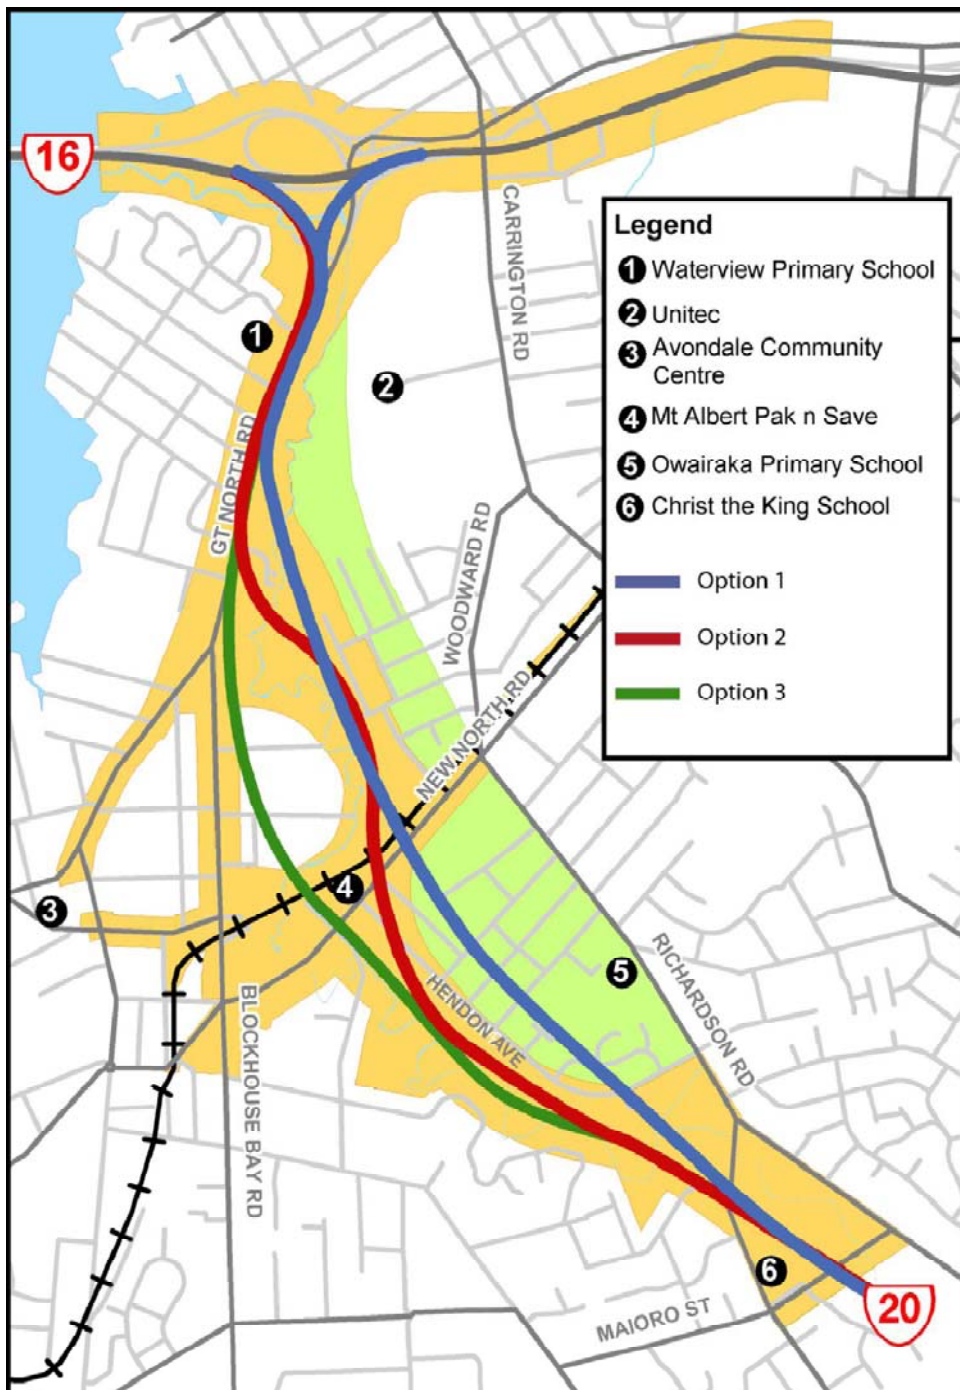 16
CARRINGTON RD
Legend
1 Waterview Primary School
2 Unitec
3 Avondale Community
Centre
4 Mt Albert Pak n Save
5 Owairaka Primary School
6 Christ the King School
Option 1
Option 2
Option 3
1
2
GT NORTH RD
WOODWARD RD
NEW NORTH RD
4
3
5
RICHARDSON RD
HENDON AVE
BLOCKHOUSE BAY RD
6
MAIORO ST
20